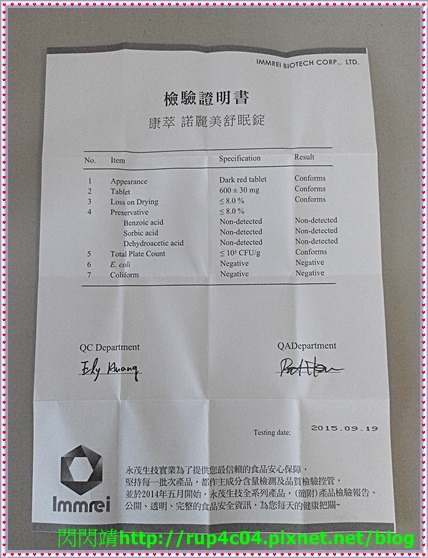 IMMREI BIOTECH CORP., LTD.
檢驗證明書
康萃 諾麗美舒眠錠
No. Item Specification Result
1 Appearance Dark red tablet Conforms
2 Tablet 600 ± 30 mg Conforms
3 Loss on Drying ≤ 8.0 % Conforms
4 Preservative ≤ 8.0 %
Benzoic acid Non-detected Non-detected
Sorbic acid Non-detected Non-detected
Dehydroacetic acid Non-detected Non-detected
5 Total Plate Count ≤ 10⁵ CFU/g Conforms
6 E. coli Negative Negative
7 Coliform Negative Negative
QC Department QADepartment
Testing date: 2015.09.19
永茂生技實業為了提供您最信賴的食品安心保障,
堅持每一批次產品,都作主成分含量檢測及品質檢驗控管,
並於2014年五月開始,永茂生技全系列產品,(簡附)產品檢驗報告,
公開、透明、完整的食品安全資訊,為您每天的健康把關~
Immrei
閃閃靖http://rup4c04.pixnet.net/blog